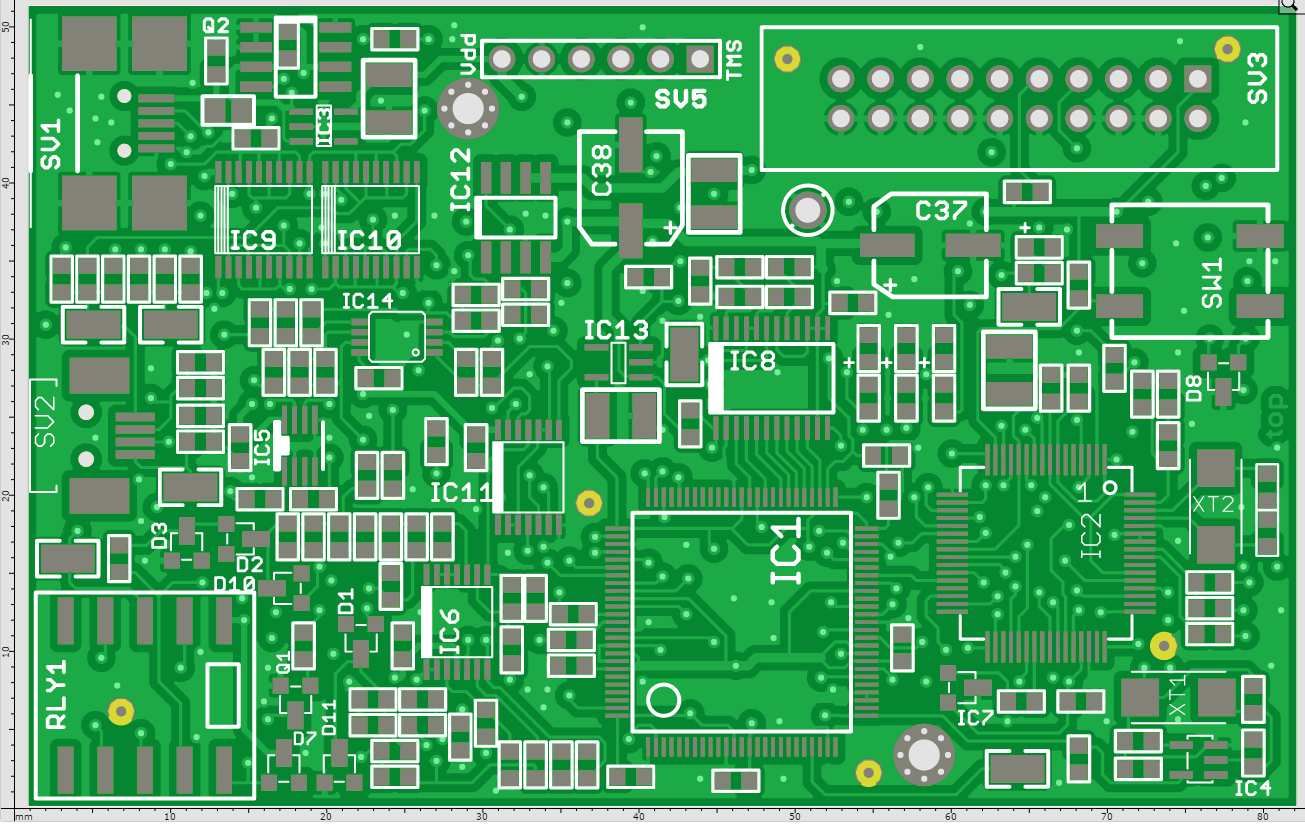 50
Q2
Vdd
TMS
SV5
SV3
SV1
IC3
40
IC12
C38
+
C37
+
IC9
IC10
SW1
+
IC14
30
IC13
IC8
+
+
+
D8
SV2
IC5
top
20
IC11
1
IC2
XT2
D3
D2
D10
IC1
D1
IC6
10
RLY1
Q1
D11
D7
IC7
XT1
IC4
mm
10
20
30
40
50
60
70
80